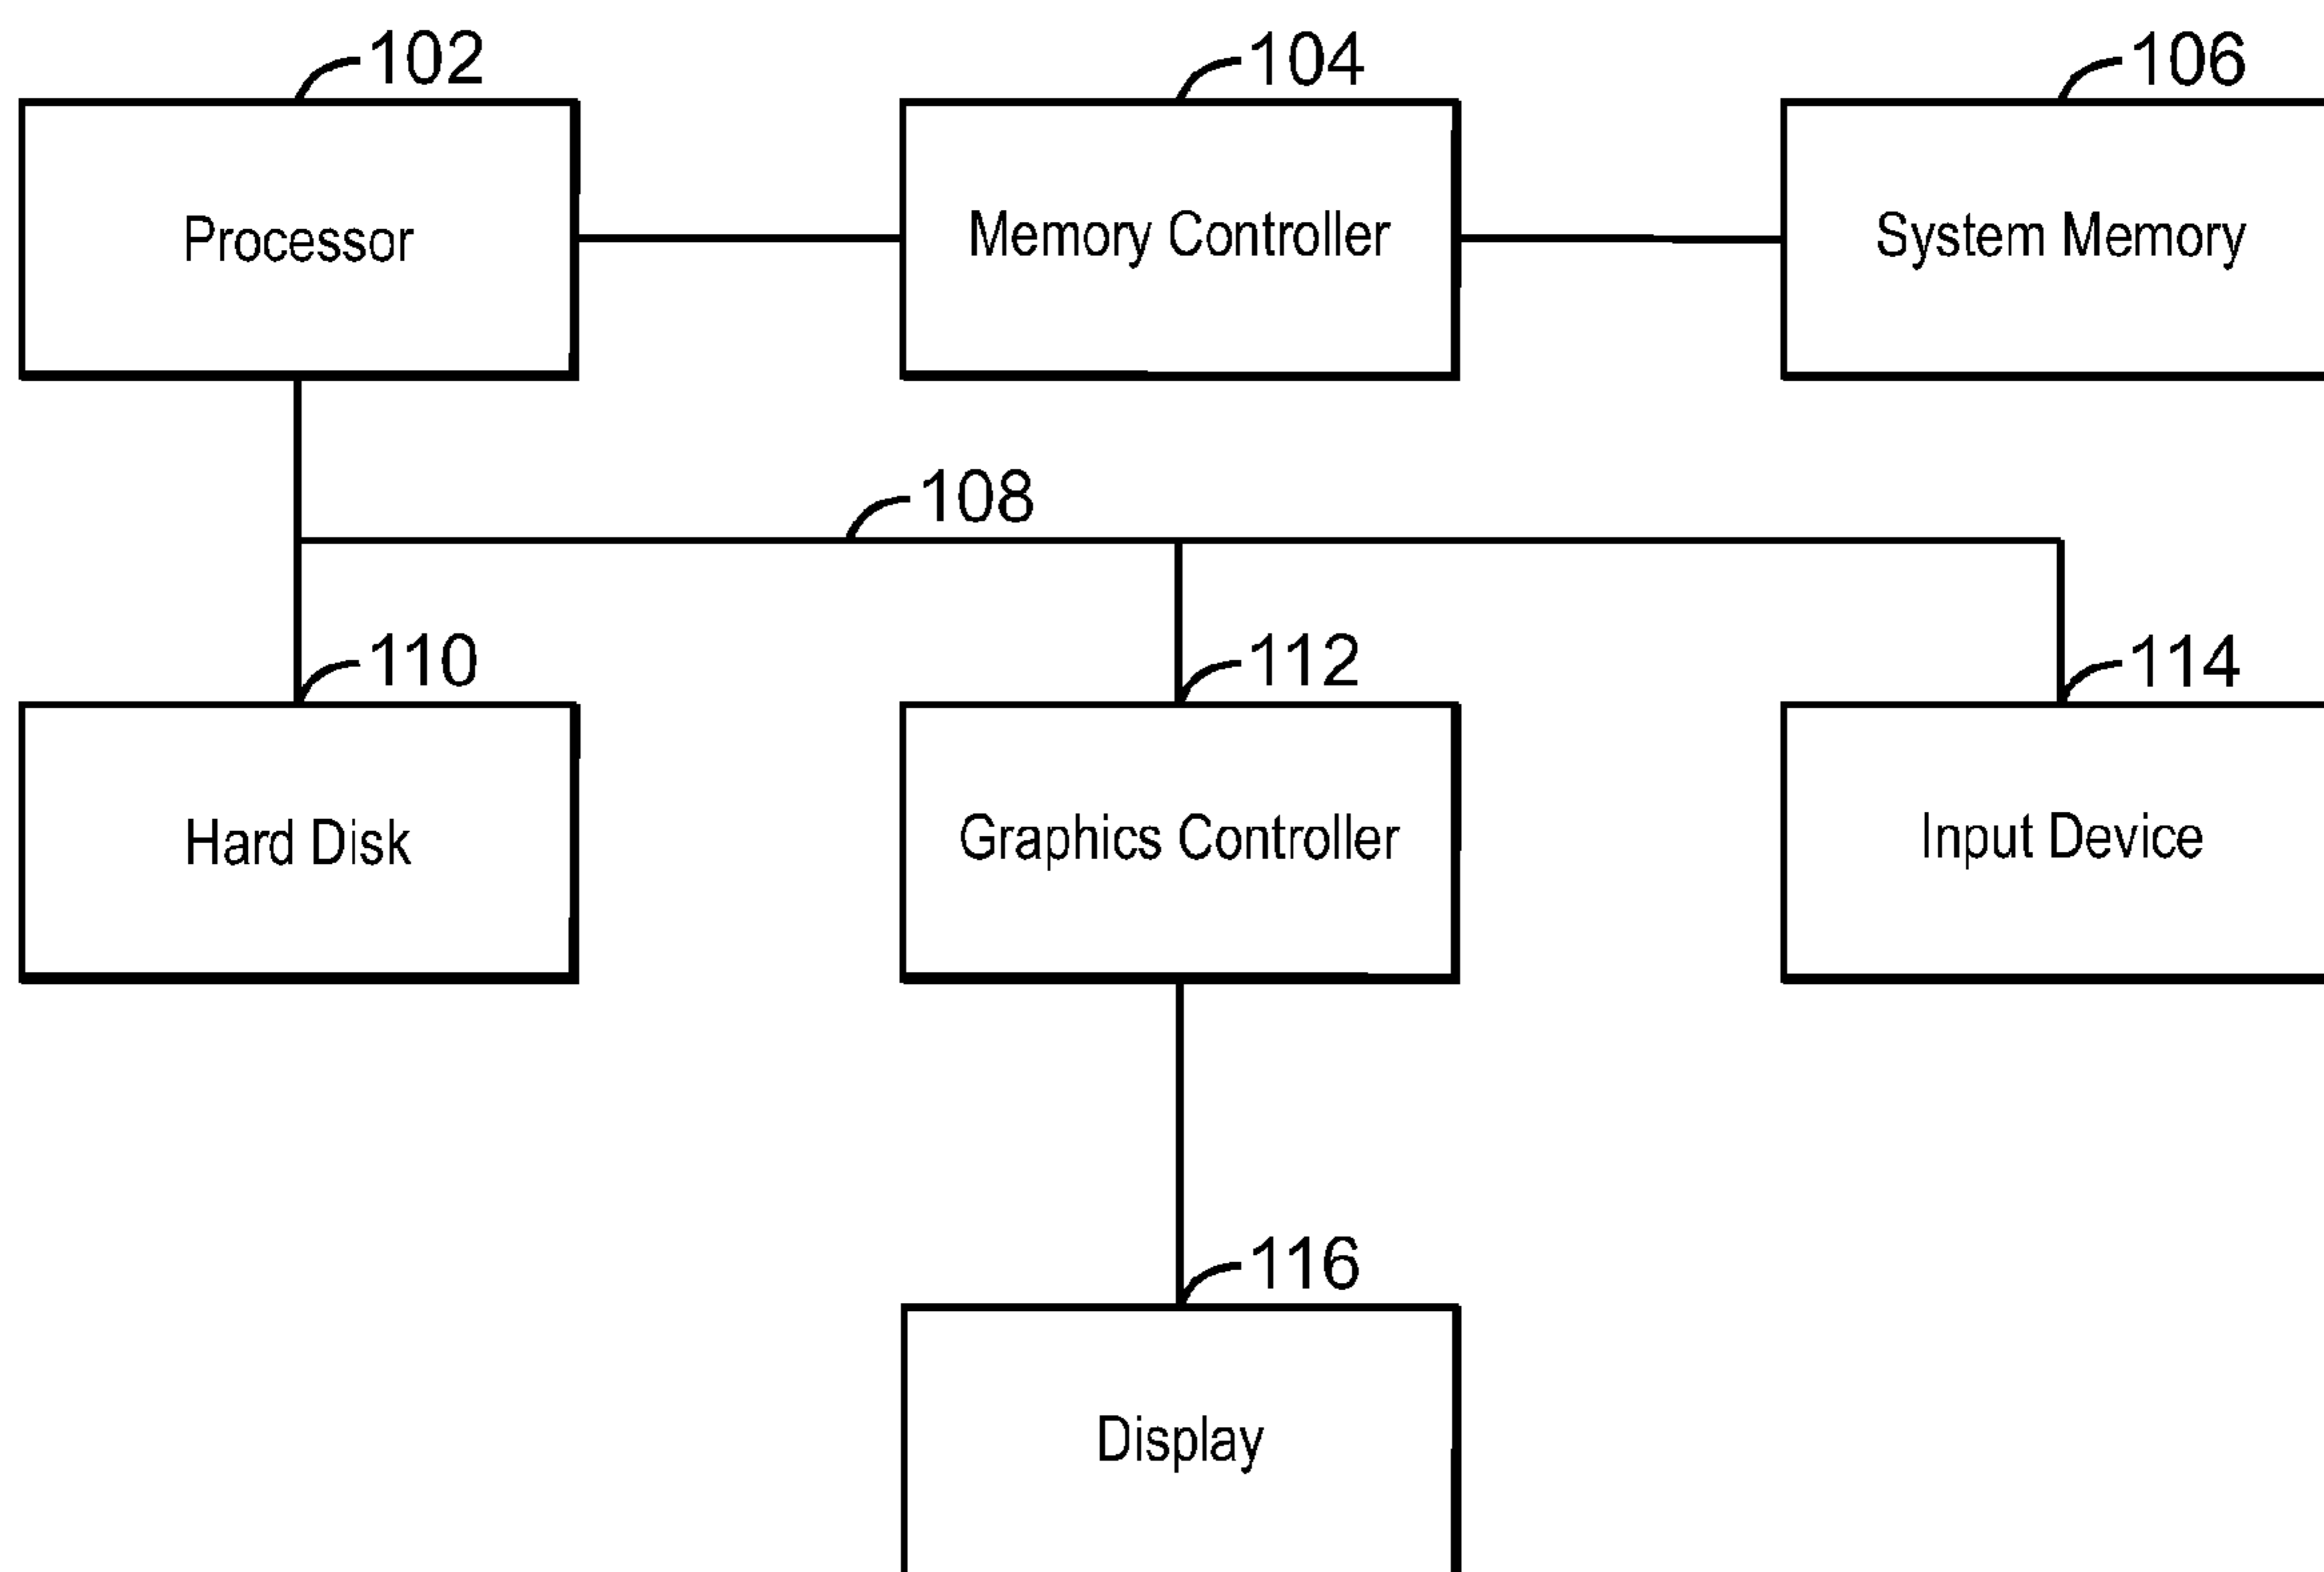 102
104
106
Processor
Memory Controller
System Memory
108
110
112
114
Hard Disk
Graphics Controller
Input Device
116
Display